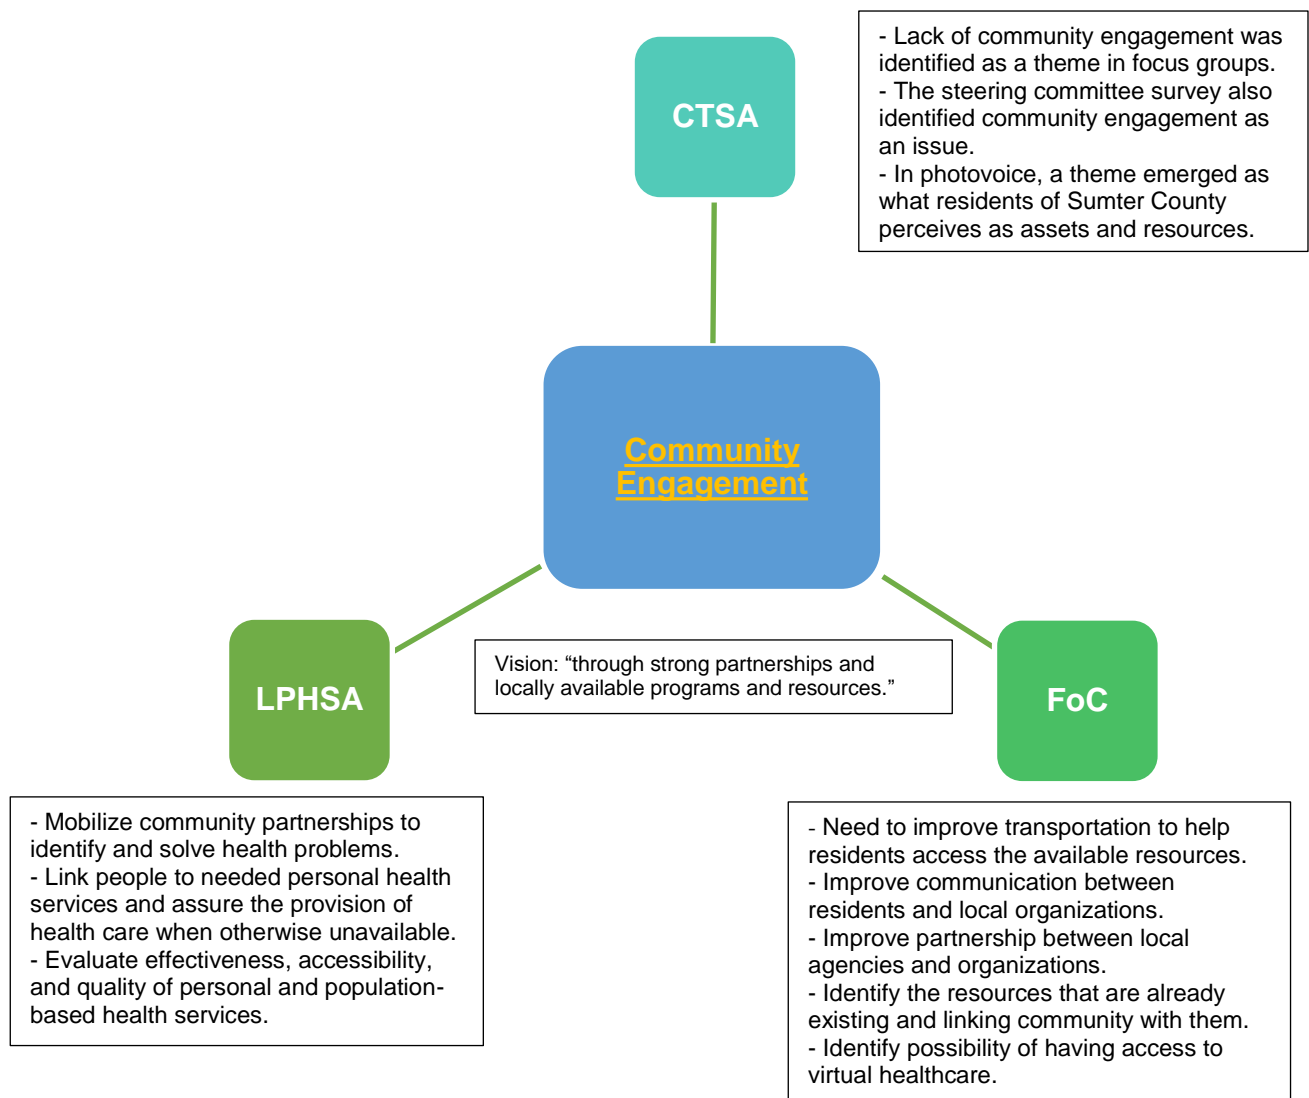 CTSA
- Lack of community engagement was
identified as a theme in focus groups.
- The steering committee survey also
identified community engagement as
an issue.
- In photovoice, a theme emerged as
what residents of Sumter County
perceives as assets and resources.
Community
Engagement
LPHSA
Vision: “through strong partnerships and
locally available programs and resources.”
FoC
- Mobilize community partnerships to
identify and solve health problems.
- Link people to needed personal health
services and assure the provision of
health care when otherwise unavailable.
- Evaluate effectiveness, accessibility,
and quality of personal and population-
based health services.
- Need to improve transportation to help
residents access the available resources.
- Improve communication between
residents and local organizations.
- Improve partnership between local
agencies and organizations.
- Identify the resources that are already
existing and linking community with them.
- Identify possibility of having access to
virtual healthcare.